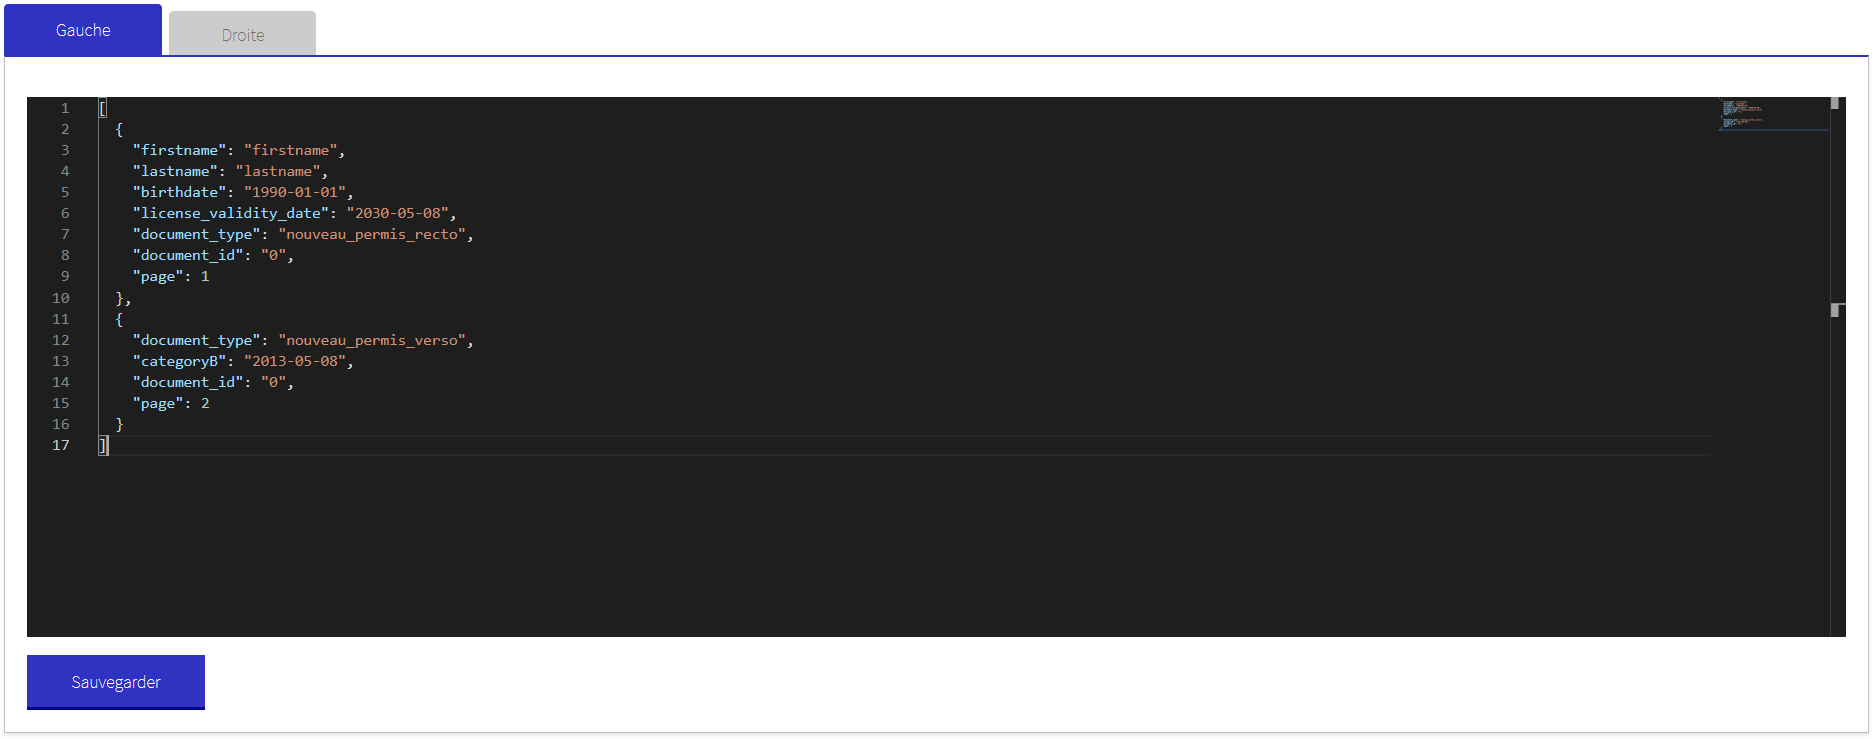 Gauche
Droite
1 [
2 {
3 "firstname": "firstname",
4 "lastname": "lastname",
5 "birthdate": "1990-01-01",
6 "license_validity_date": "2030-05-08",
7 "document_type": "nouveau_permis_recto",
8 "document_id": "0",
9 "page": 1
10 },
11 {
12 "document_type": "nouveau_permis_verso",
13 "categoryB": "2013-05-08",
14 "document_id": "0",
15 "page": 2
16 }
17 ]
Sauvegarder